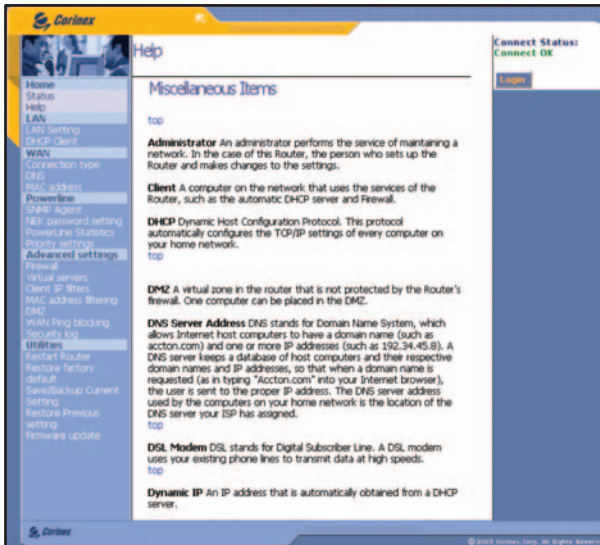 Corinex
Help
Connect Status:
Connect OK
Login
Home
Status
Help
LAN
LAN Setting
DHCP Client
WAN
Connection type
DNS
MAC address
Powerline
SNMP Agent
NEK password setting
PowerLine Statistics
Priority settings
Advanced settings
Firewall
Virtual servers
Client IP filters
MAC address filtering
DMZ
WAN Ping blocking
Security log
Utilities
Restart Router
Restore factory
default
Save/Backup Current
Setting
Restore Previous
setting
Firmware update
Miscellaneous Items
top
Administrator An administrator performs the service of maintaining a
network. In the case of this Router, the person who sets up the
Router and makes changes to the settings.
Client A computer on the network that uses the services of the
Router, such as the automatic DHCP server and Firewall.
DHCP Dynamic Host Configuration Protocol. This protocol
automatically configures the TCP/IP settings of every computer on
your home network.
top
DMZ A virtual zone in the router that is not protected by the Router's
firewall. One computer can be placed in the DMZ.
DNS Server Address DNS stands for Domain Name System, which
allows Internet host computers to have a domain name (such as
accton.com) and one or more IP addresses (such as 192.34.45.8). A
DNS server keeps a database of host computers and their respective
domain names and IP addresses, so that when a domain name is
requested (as in typing "Accton.com" into your Internet browser),
the user is sent to the proper IP address. The DNS server address
used by the computers on your home network is the location of the
DNS server your ISP has assigned.
top
DSL Modem DSL stands for Digital Subscriber Line. A DSL modem
uses your existing phone lines to transmit data at high speeds.
top
Dynamic IP An IP address that is automatically obtained from a DHCP
server.
Corinex
© 2003 Corinex Corp. All Rights Reserv